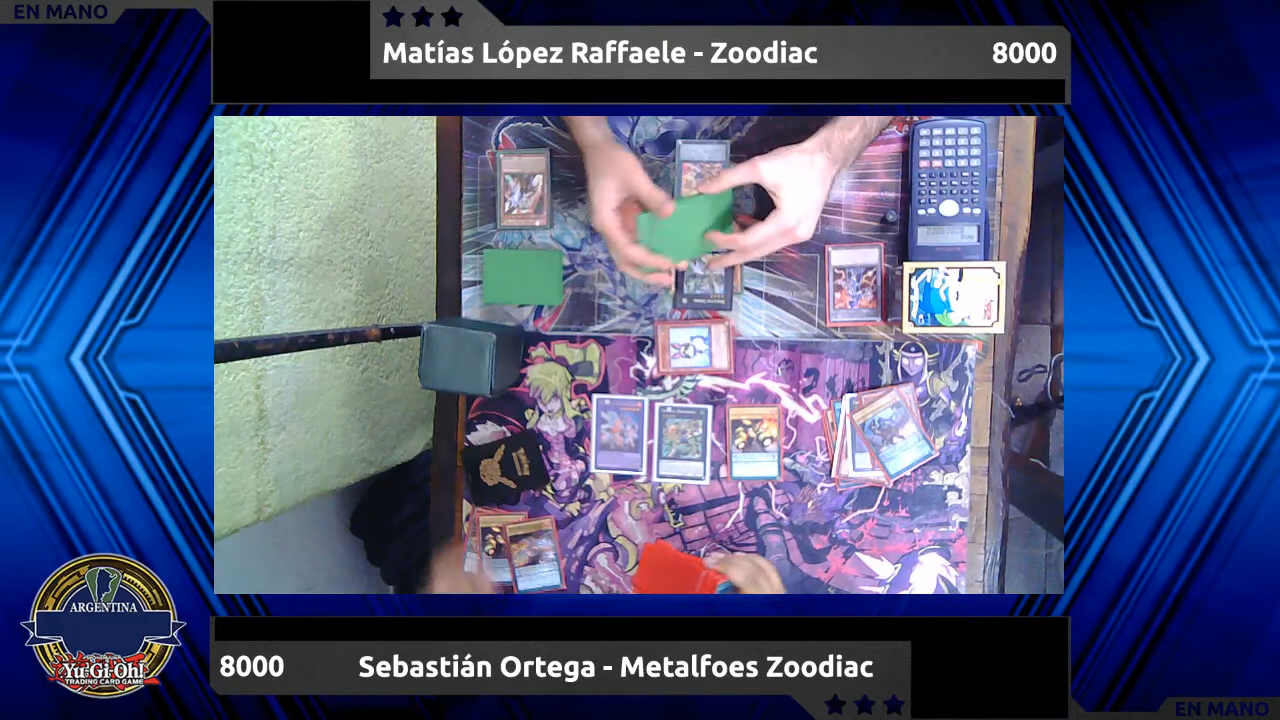 EN MANO
Matías López Raffaele - Zoodiac
8000
8000
Sebastián Ortega - Metalfoes Zoodiac
ARGENTINA
Yu-Gi-Oh!
TRADING CARD GAME
EN MANO